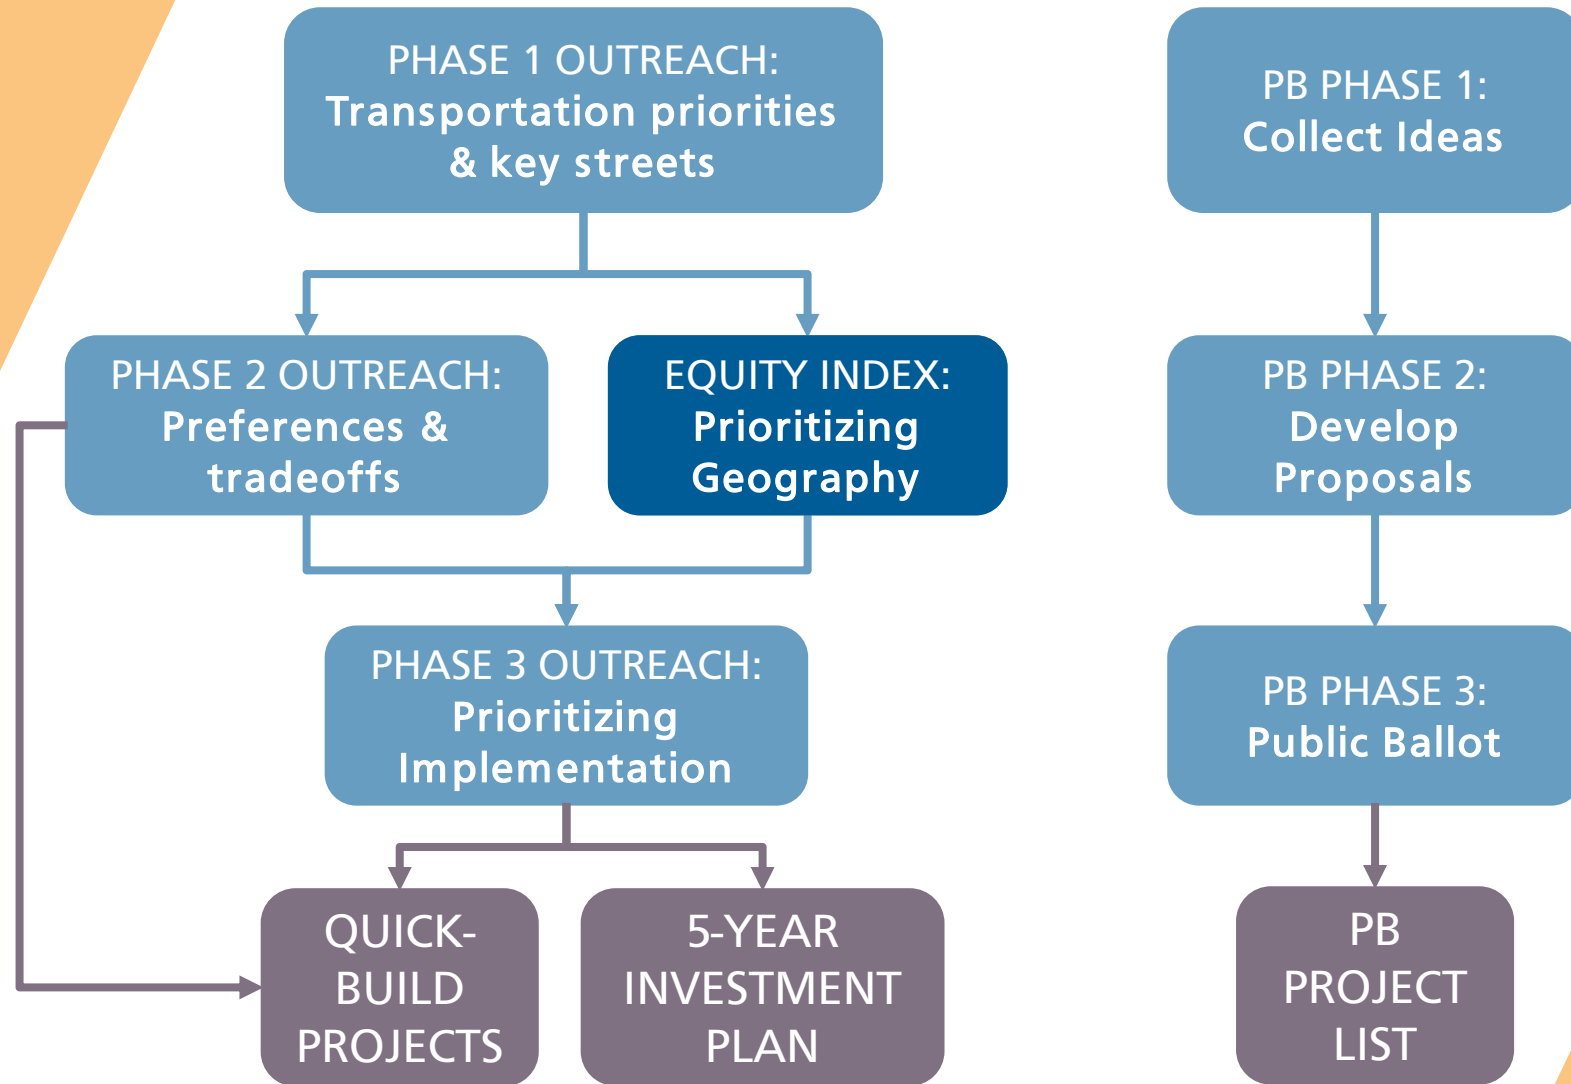 PHASE 1 OUTREACH:
Transportation priorities
& key streets
PB PHASE 1:
Collect Ideas
PHASE 2 OUTREACH:
Preferences &
tradeoffs
EQUITY INDEX:
Prioritizing
Geography
PB PHASE 2:
Develop
Proposals
PHASE 3 OUTREACH:
Prioritizing
Implementation
PB PHASE 3:
Public Ballot
QUICK-
BUILD
PROJECTS
5-YEAR
INVESTMENT
PLAN
PB
PROJECT
LIST